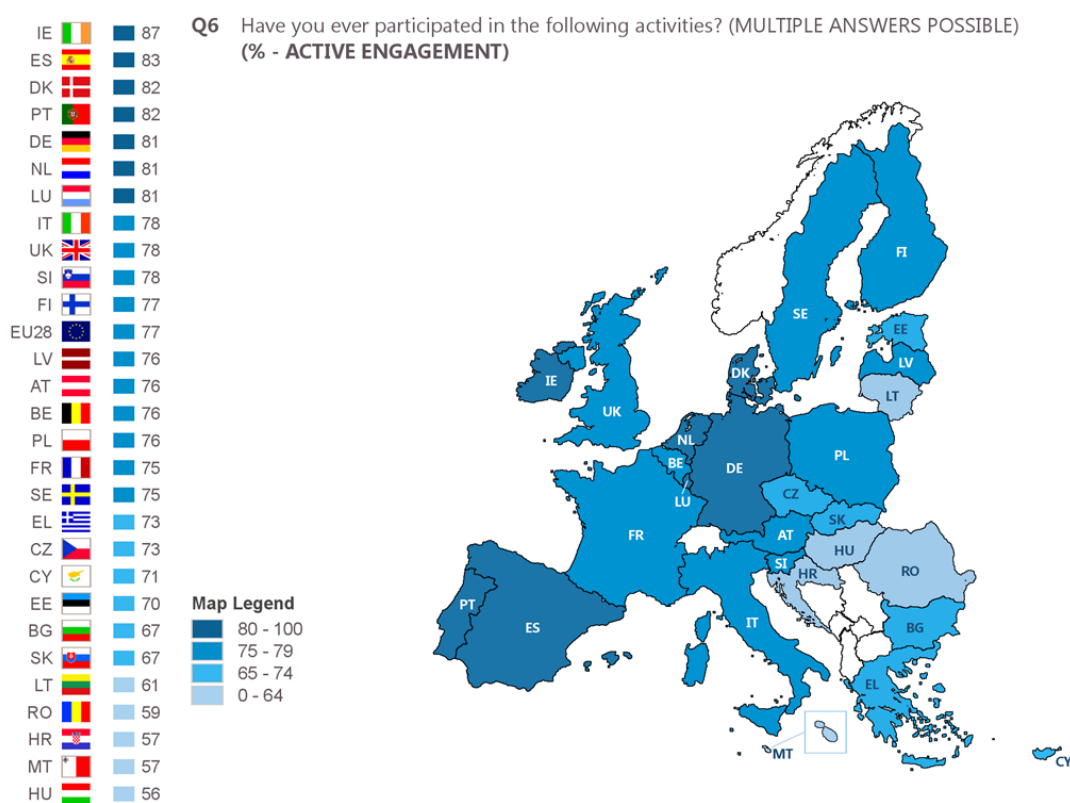 Q6 Have you ever participated in the following activities? (MULTIPLE ANSWERS POSSIBLE)
(% - ACTIVE ENGAGEMENT)
IE 87
ES 83
DK 82
PT 82
DE 81
NL 81
LU 81
IT 78
UK 78
SI 78
FI 77
EU28 77
LV 76
AT 76
BE 76
PL 76
FR 75
SE 75
EL 73
CZ 73
CY 71
EE 70
BG 67
SK 67
LT 61
RO 59
HR 57
MT 57
HU 56
Map Legend
80 - 100
75 - 79
65 - 74
0 - 64
FI
SE
EE
LV
DK
IE
LT
UK
NL
PL
BE
DE
CZ
LU
SK
FR
AT
HU
SI
HR
RO
PT
ES
IT
BG
EL
MT
CY